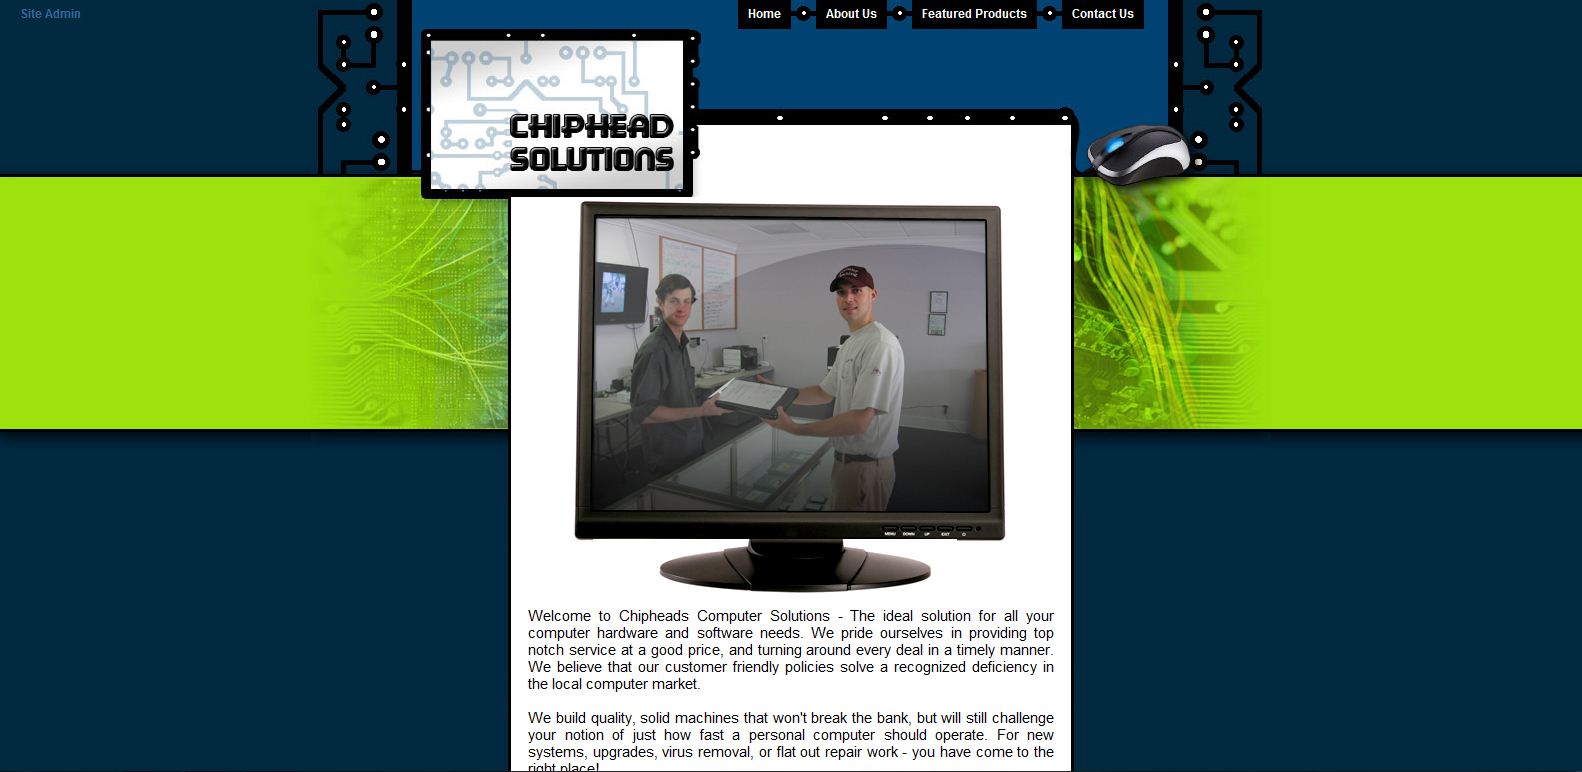 Site Admin
Home
About Us
Featured Products
Contact Us
CHIPHEAD
SOLUTIONS
MENU DOWN UP EXIT
Welcome to Chipheads Computer Solutions - The ideal solution for all your
computer hardware and software needs. We pride ourselves in providing top
notch service at a good price, and turning around every deal in a timely manner.
We believe that our customer friendly policies solve a recognized deficiency in
the local computer market.
We build quality, solid machines that won't break the bank, but will still challenge
your notion of just how fast a personal computer should operate. For new
systems, upgrades, virus removal, or flat out repair work - you have come to the
right place!